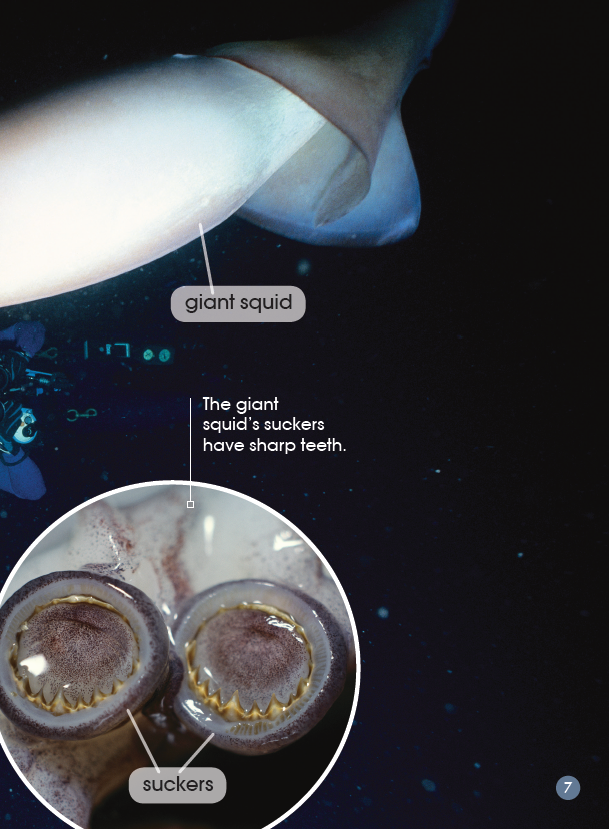 giant squid
The giant
squid's suckers
have sharp teeth.
suckers
7